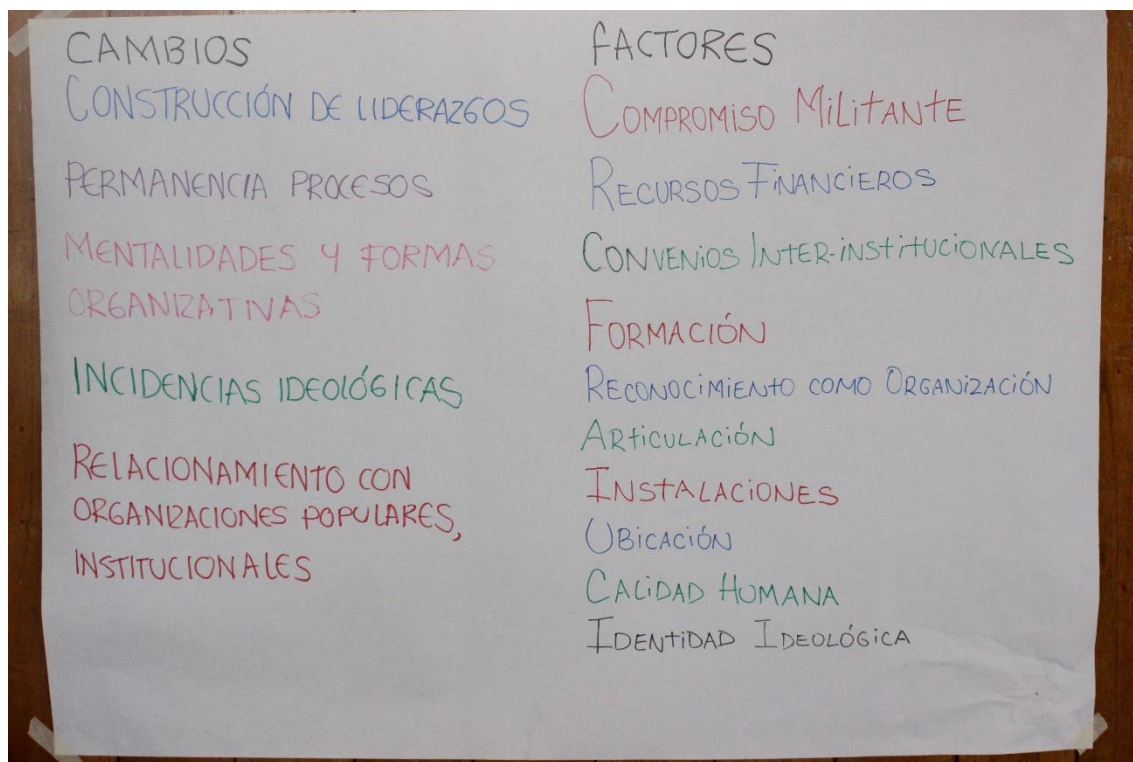 CAMBIOS
CONSTRUCCIÓN DE LIDERAZGOS
PERMANENCIA PROCESOS
MENTALIDADES Y FORMAS
ORGANIZATIVAS
INCIDENCIAS IDEOLÓGICAS
RELACIONAMIENTO CON
ORGANIZACIONES POPULARES,
INSTITUCIONALES
FACTORES
COMPROMISO MILITANTE
RECURSOS FINANCIEROS
CONVENIOS INTER-INSTITUCIONALES
FORMACIÓN
RECONOCIMIENTO COMO ORGANIZACIÓN
ARTICULACIÓN
INSTALACIONES
UBICACIÓN
CALIDAD HUMANA
IDENTIDAD IDEOLÓGICA